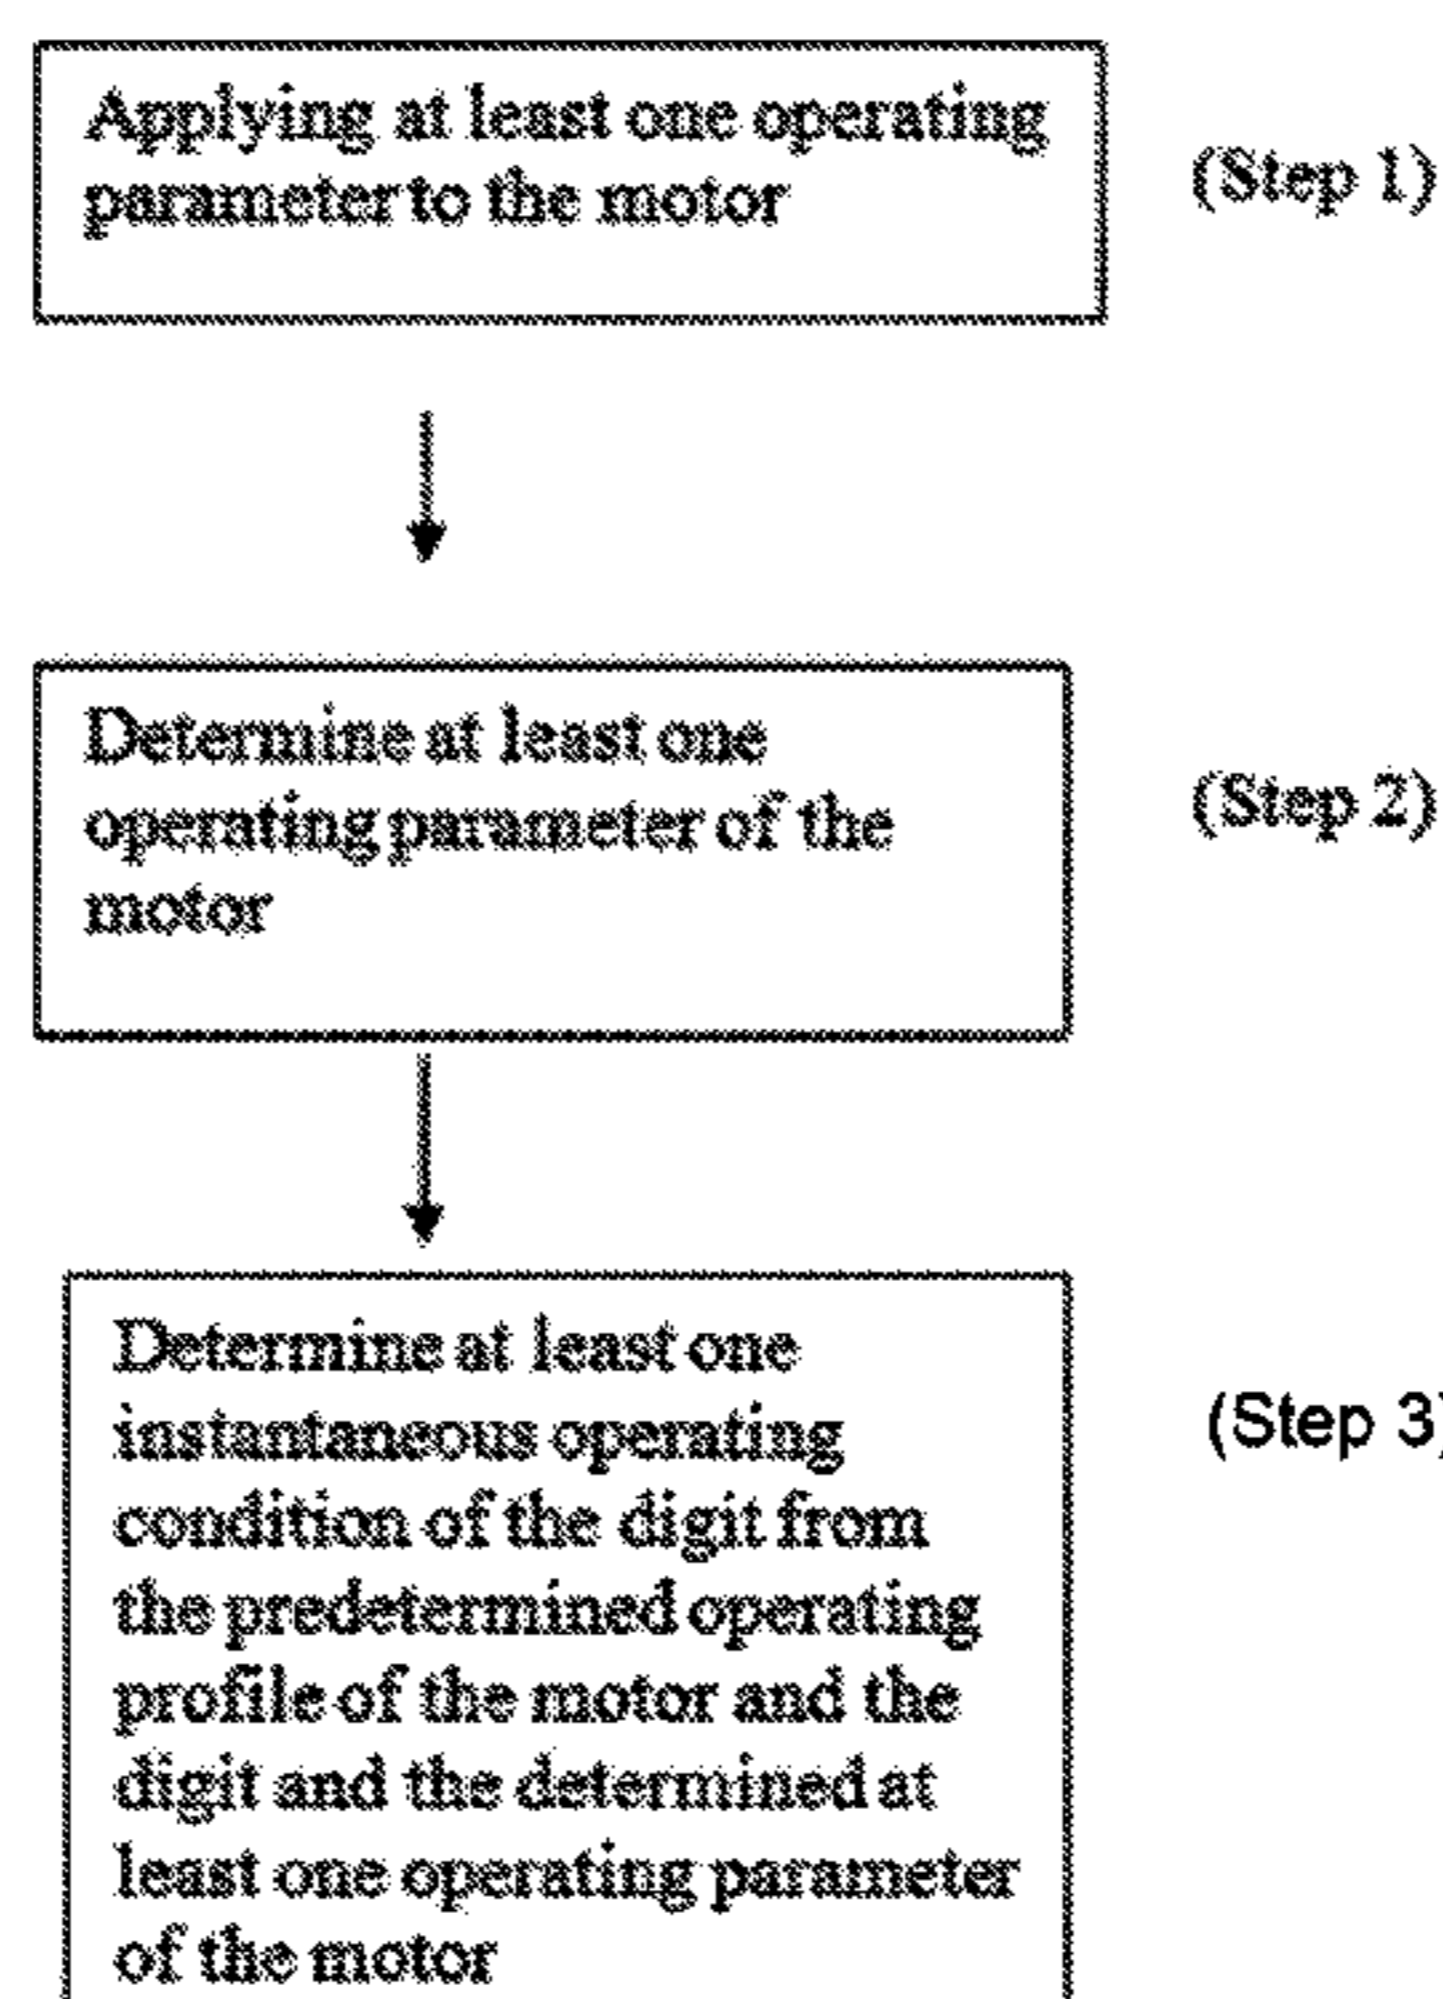 Applying at least one operating
parameter to the motor
(Step 1)
Determine at least one
operating parameter of the
motor
(Step 2)
Determine at least one
instantaneous operating
condition of the digit from
the predetermined operating
profile of the motor and the
digit and the determined at
least one operating parameter
of the motor
(Step 3)